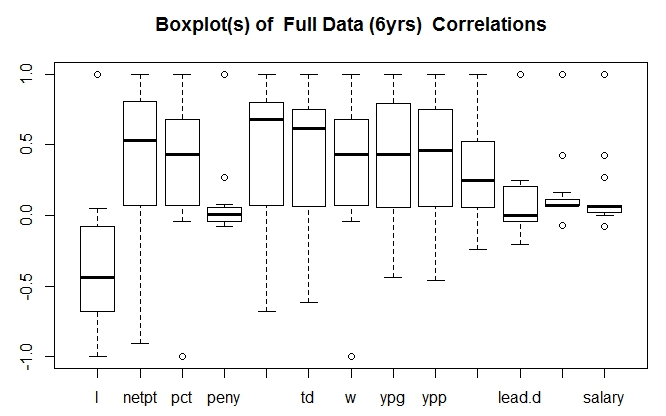 Boxplot(s) of  Full Data (6yrs)  Correlations
1.0
0.5
0.0
-0.5
-1.0
l netpt pct peny td w ypg ypp lead.d salary